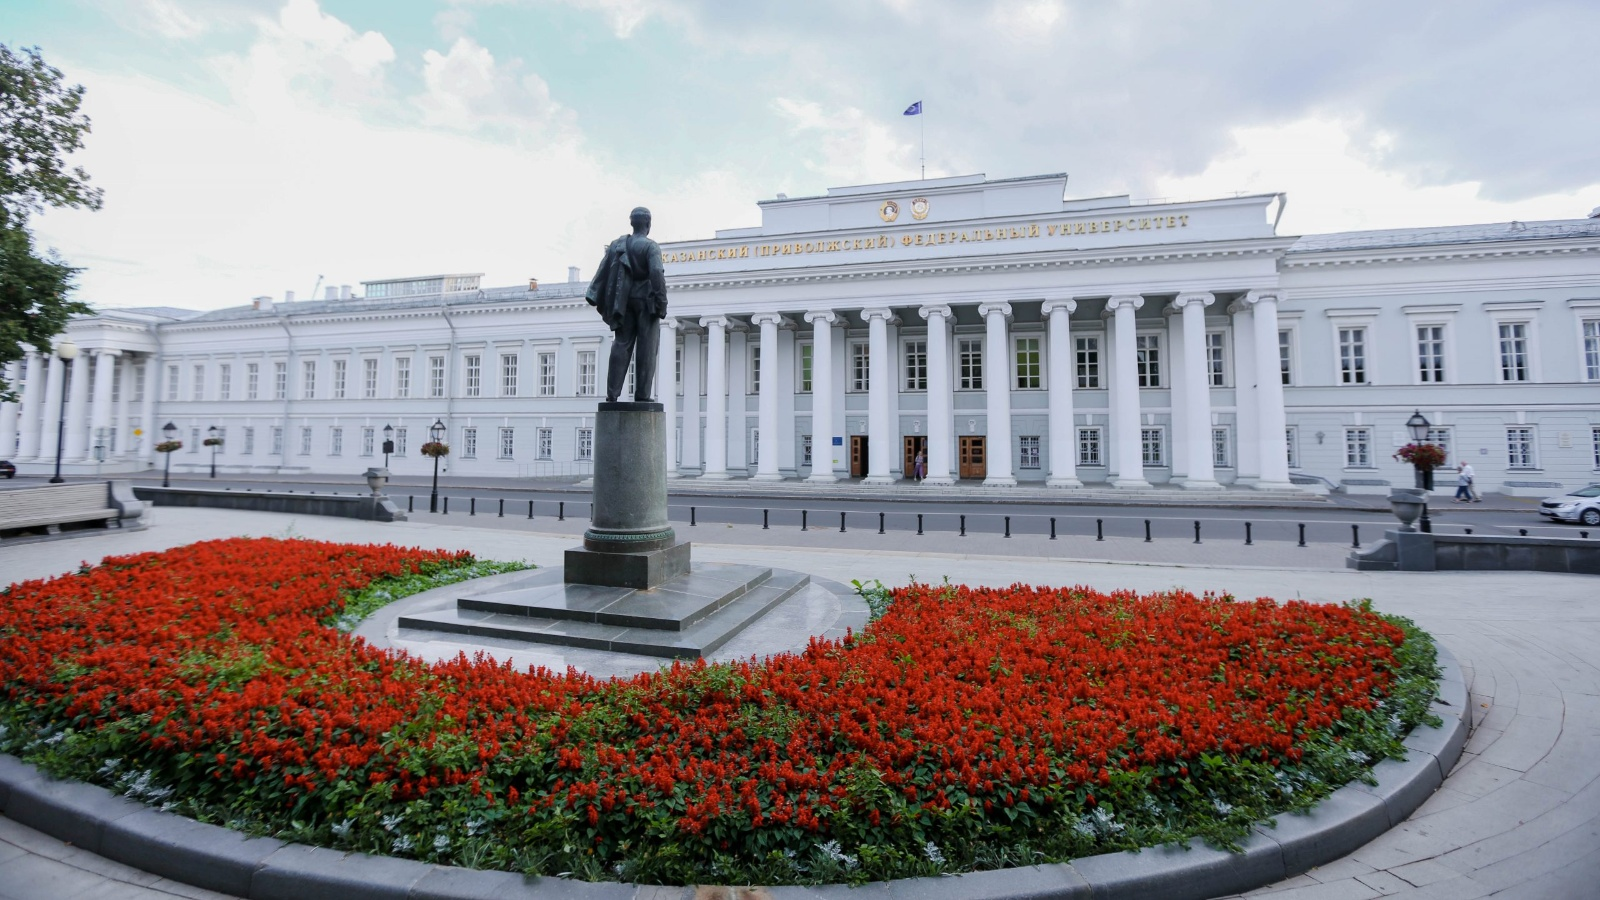 КАЗАНСКИЙ (ПРИВОЛЖСКИЙ) ФЕДЕРАЛЬНЫЙ УНИВЕРСИТЕТ